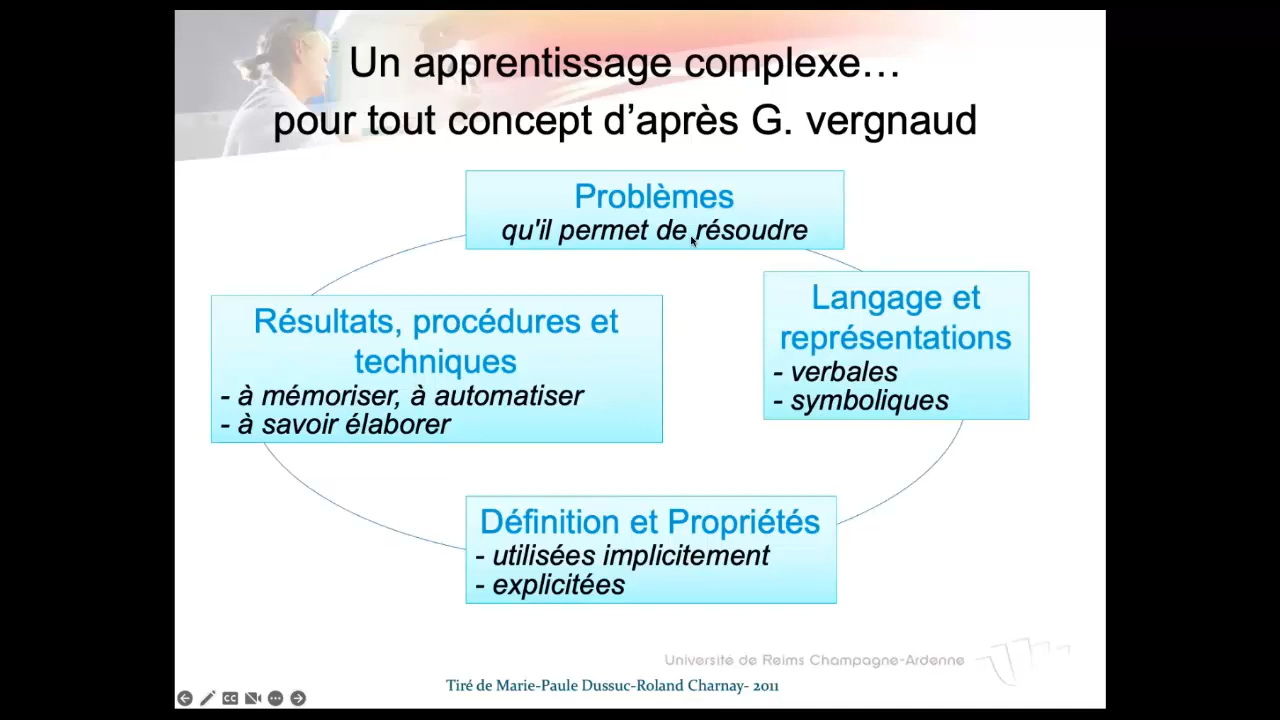 Un apprentissage complexe…
pour tout concept d’après G. vergnaud
Problèmes
qu'il permet de résoudre
Langage et
représentations
- verbales
- symboliques
Résultats, procédures et
techniques
- à mémoriser, à automatiser
- à savoir élaborer
Définition et Propriétés
- utilisées implicitement
- explicitées
Université de Reims Champagne-Ardenne
Tiré de Marie-Paule Dussuc-Roland Charnay- 2011
CC